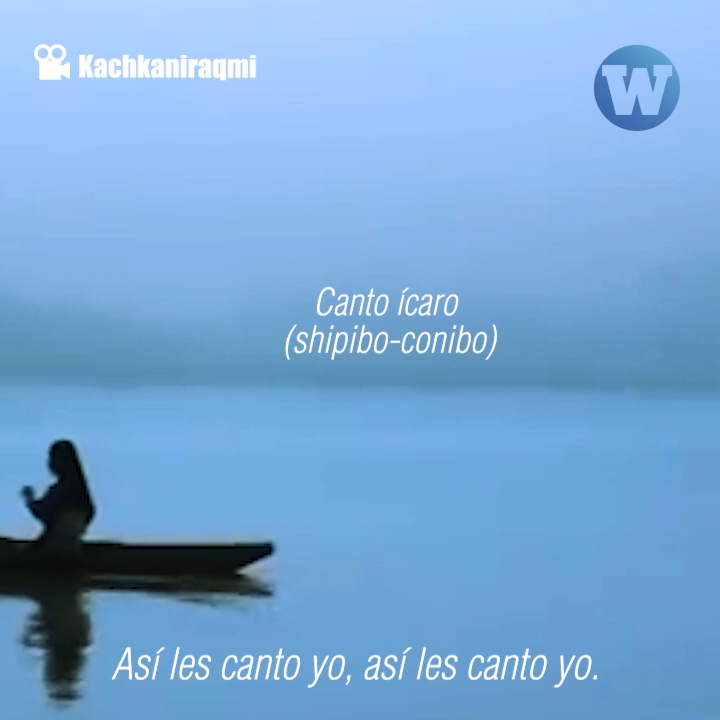 Kachkaniraqmi
W
Canto ícaro
(shipibo-conibo)
Así les canto yo, así les canto yo.